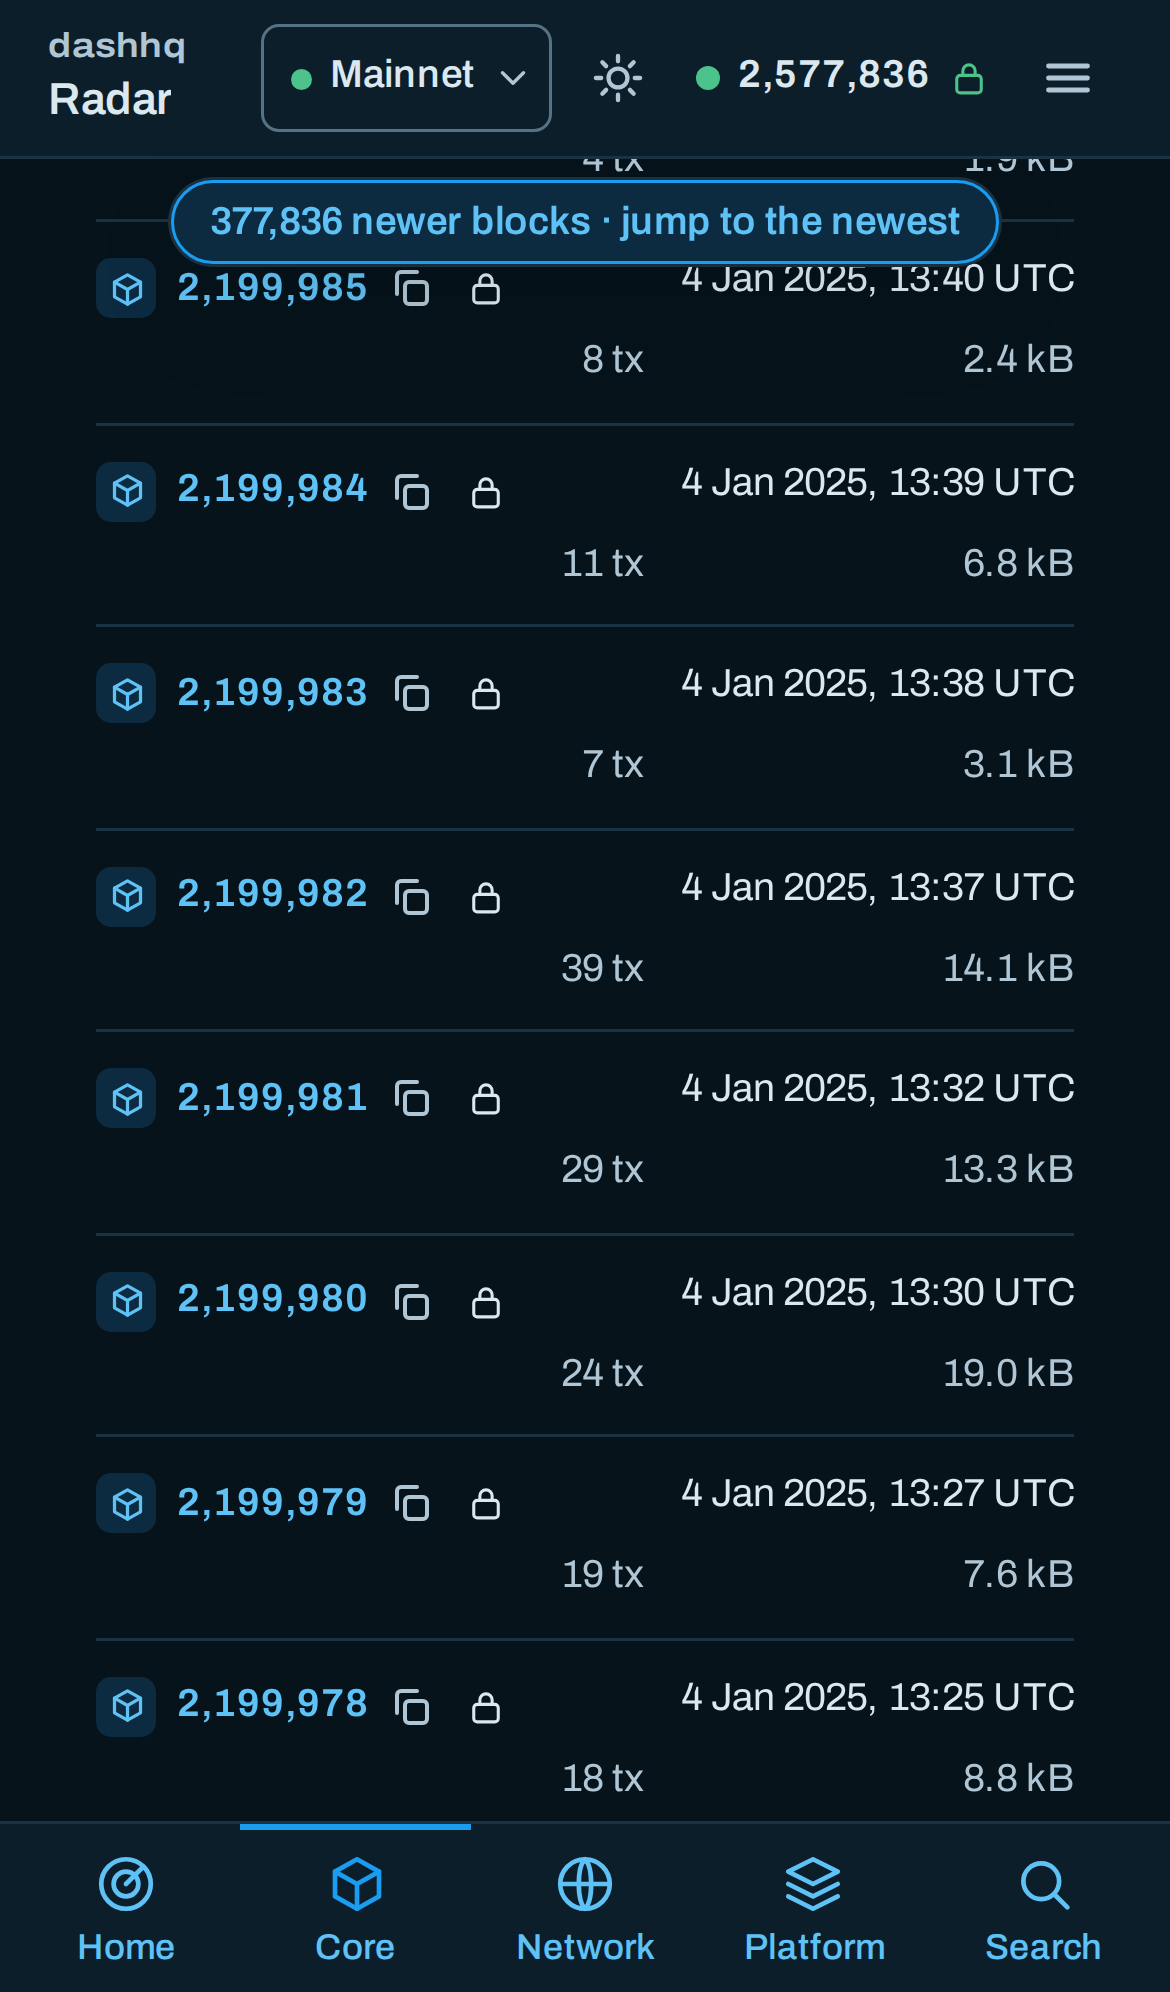 dashhq
Radar
Mainnet
2,577,836
4 tx 1.9 kB
377,836 newer blocks · jump to the newest
2,199,985 4 Jan 2025, 13:40 UTC
8 tx 2.4 kB
2,199,984 4 Jan 2025, 13:39 UTC
11 tx 6.8 kB
2,199,983 4 Jan 2025, 13:38 UTC
7 tx 3.1 kB
2,199,982 4 Jan 2025, 13:37 UTC
39 tx 14.1 kB
2,199,981 4 Jan 2025, 13:32 UTC
29 tx 13.3 kB
2,199,980 4 Jan 2025, 13:30 UTC
24 tx 19.0 kB
2,199,979 4 Jan 2025, 13:27 UTC
19 tx 7.6 kB
2,199,978 4 Jan 2025, 13:25 UTC
18 tx 8.8 kB
Home Core Network Platform Search